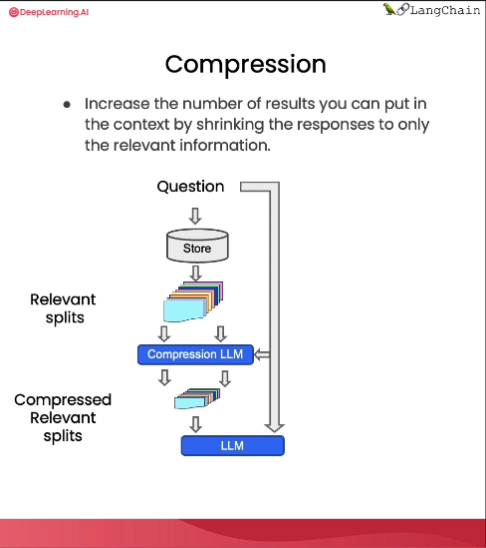 DeepLearning.AI
LangChain
Compression
● Increase the number of results you can put in
the context by shrinking the responses to only
the relevant information.
Question
Store
Relevant
splits
Compression LLM
Compressed
Relevant
splits
LLM